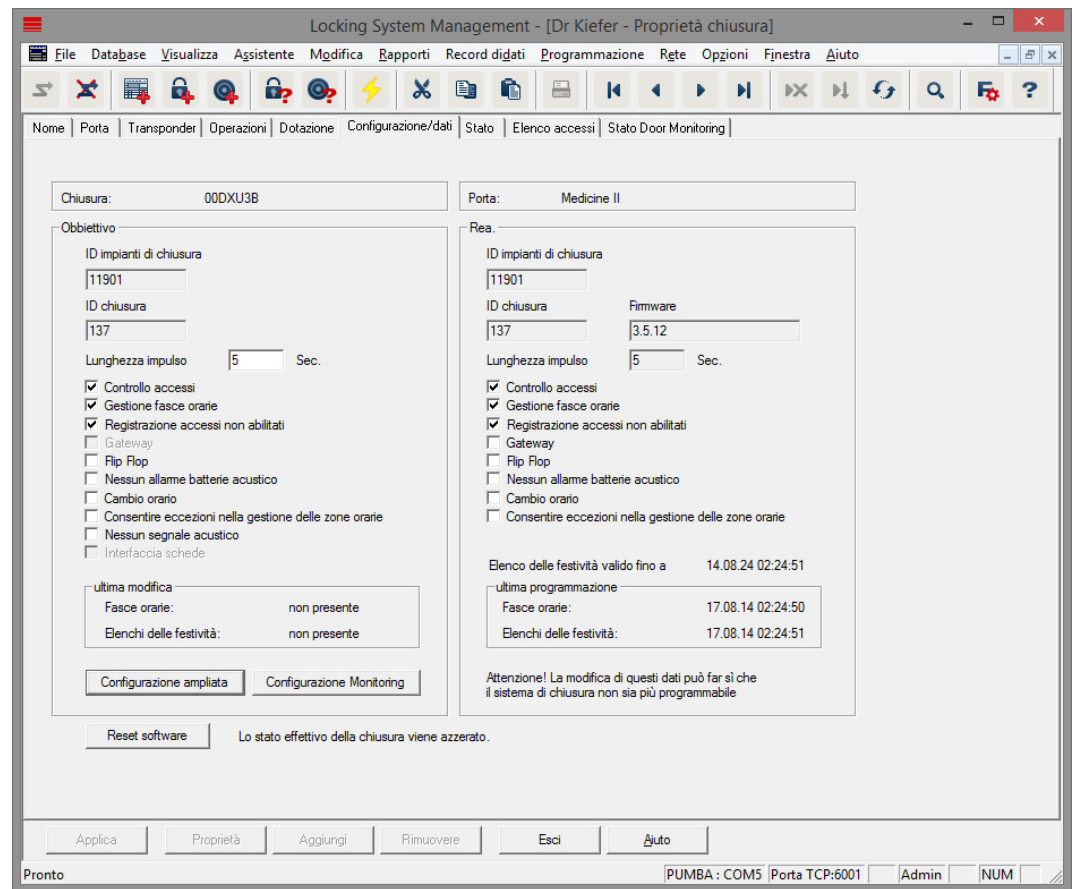 Locking System Management - [Dr Kiefer - Proprietà chiusura]
File Database Visualizza Assistente Modifica Rapporti Record di dati Programmazione Rete Opzioni Finestra Aiuto
Nome Porta Transponder Operazioni Dotazione Configurazione/dati Stato Elenco accessi Stato Door Monitoring
Chiusura: 00DXU3B
Porta: Medicine II
Obbiettivo
ID impianti di chiusura
11901
ID chiusura
137
Lunghezza impulso 5 Sec.
Controllo accessi
Gestione fasce orarie
Registrazione accessi non abilitati
Gateway
Flip Flop
Nessun allarme batterie acustico
Cambio orario
Consentire eccezioni nella gestione delle zone orarie
Nessun segnale acustico
Interfaccia schede
ultima modifica
Fasce orarie: non presente
Elenchi delle festività: non presente
Configurazione ampliata Configurazione Monitoring
Rea.
ID impianti di chiusura
11901
ID chiusura Firmware
137 3.5.12
Lunghezza impulso 5 Sec.
Controllo accessi
Gestione fasce orarie
Registrazione accessi non abilitati
Gateway
Flip Flop
Nessun allarme batterie acustico
Cambio orario
Consentire eccezioni nella gestione delle zone orarie
Elenco delle festività valido fino a 14.08.24 02:24:51
ultima programmazione
Fasce orarie: 17.08.14 02:24:50
Elenchi delle festività: 17.08.14 02:24:51
Attenzione! La modifica di questi dati può far sì che
il sistema di chiusura non sia più programmabile
Reset software Lo stato effettivo della chiusura viene azzerato.
Applica Proprietà Aggiungi Rimuovere Esci Aiuto
Pronto PUMBA : COM5 Porta TCP:6001 Admin NUM